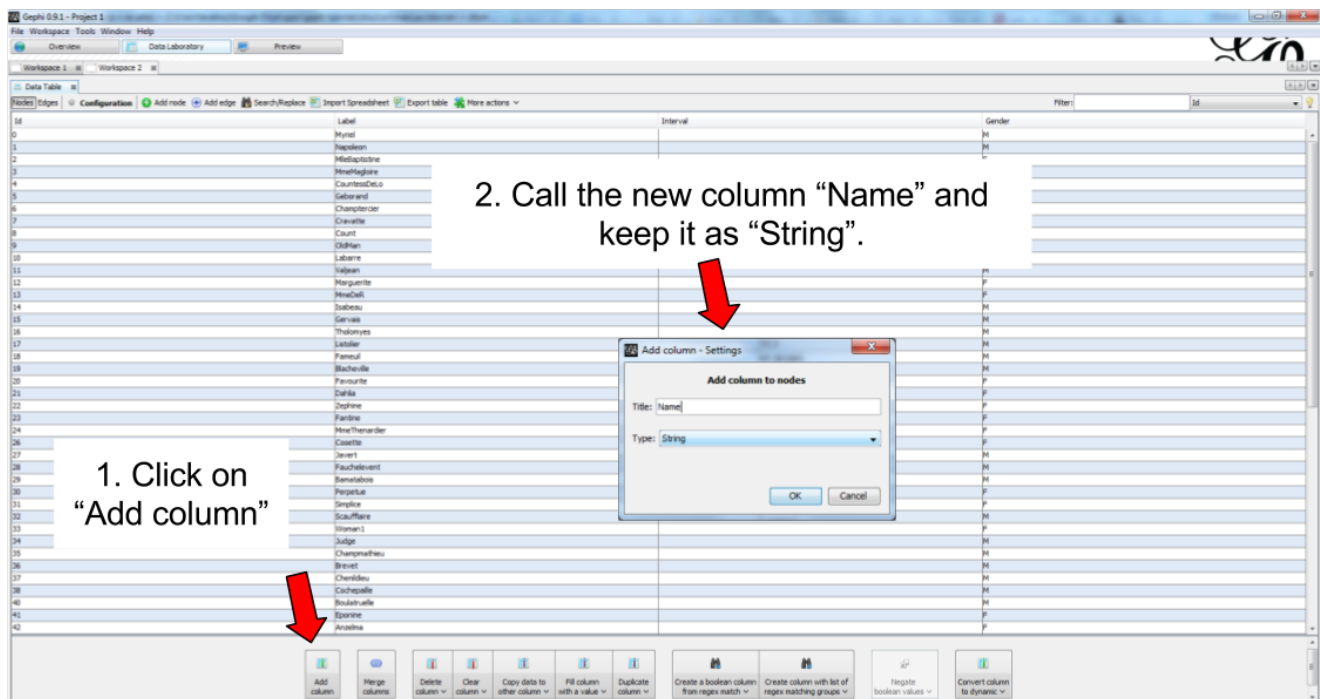 Gephi 0.9.1 - Project 1
File Workspace Tools Window Help
Overview Data Laboratory Preview
Workspace 1 Workspace 2
Data Table
Nodes Edges Configuration Add node Add edge Search/Replace Import Spreadsheet Export table More actions Filter: Id
Id Label Interval Gender
0 Myriel M
1 Napoleon M
2 MlleBaptistine
3 MmeMagloire
4 CountessDeLo
5 Geborand
6 Champtercier
7 Cravatte
8 Count
9 OldMan
10 Labarre
11 Valjean M
12 Marguerite F
13 MmeDeR F
14 Isabeau M
15 Gervais M
16 Tholomyes M
17 Listolier M
18 Fameuil M
19 Blacheville M
20 Favourite F
21 Dahlia F
22 Zephine F
23 Fantine F
24 MmeThenardier F
26 Cosette F
27 Javert M
28 Fauchelevent M
29 Bamatabois M
30 Perpetue F
31 Simplice F
32 Scaufflaire M
33 Woman1 F
34 Judge M
35 Champmathieu M
36 Brevet M
37 Chenildieu M
38 Cochepaille M
40 Boulatruelle M
41 Eponine F
42 Anzelma F
2. Call the new column “Name” and
keep it as “String”.
Add column - Settings
Add column to nodes
Title: Name
Type: String
OK Cancel
1. Click on
“Add column”
Add
column
Merge
columns
Delete
column
Clear
column
Copy data to
other column
Fill column
with a value
Duplicate
column
Create a boolean column
from regex match
Create column with list of
regex matching groups
Negate
boolean values
Convert column
to dynamic